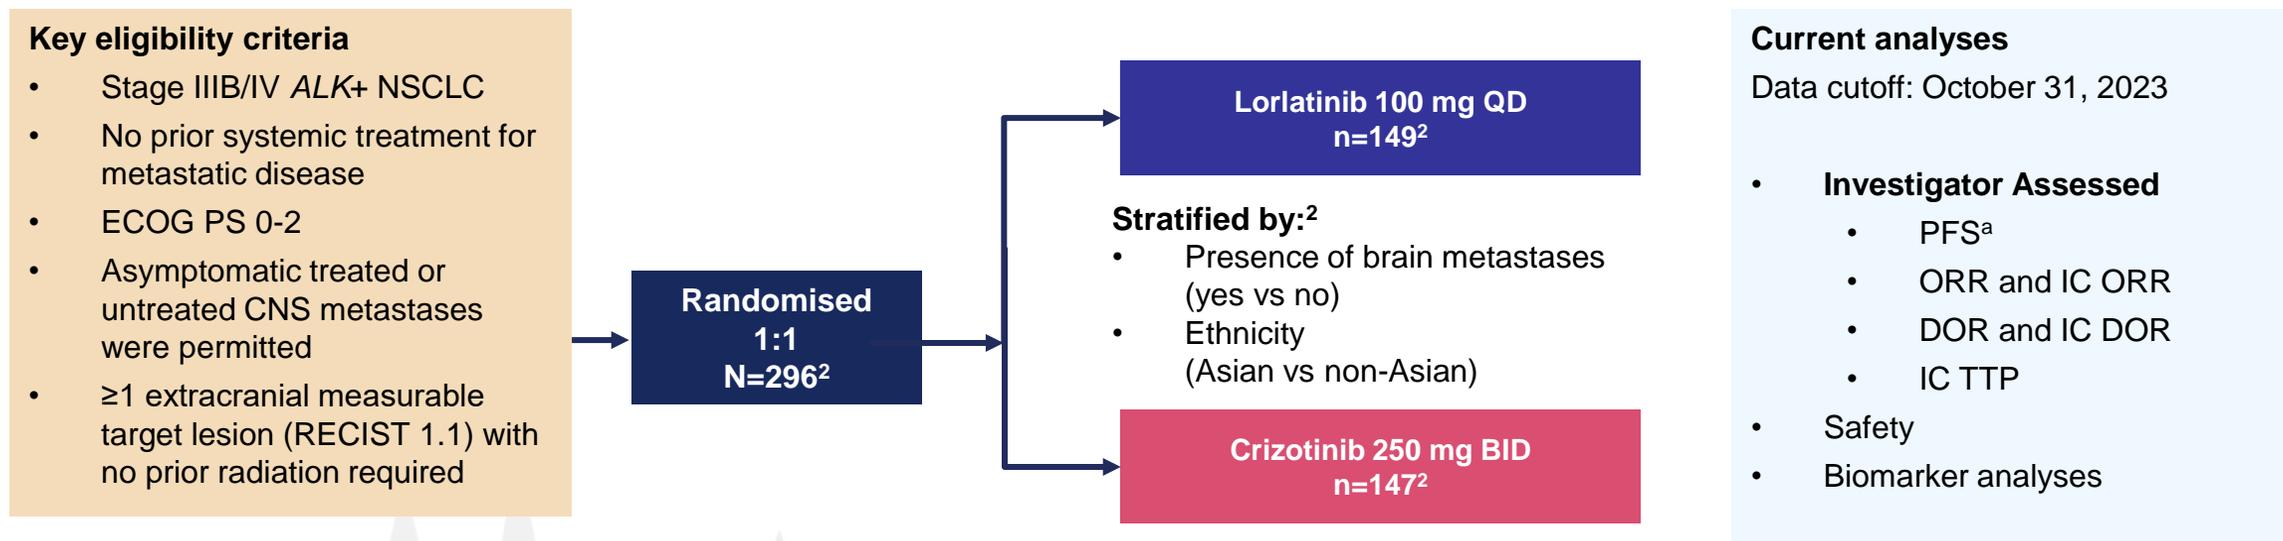 Key eligibility criteria
• Stage IIIB/IV ALK+ NSCLC
• No prior systemic treatment for
metastatic disease
• ECOG PS 0-2
• Asymptomatic treated or
untreated CNS metastases
were permitted
• ≥1 extracranial measurable
target lesion (RECIST 1.1) with
no prior radiation required
Randomised
1:1
N=296²
Lorlatinib 100 mg QD
n=149²
Stratified by:²
• Presence of brain metastases
(yes vs no)
• Ethnicity
(Asian vs non-Asian)
Crizotinib 250 mg BID
n=147²
Current analyses
Data cutoff: October 31, 2023
• Investigator Assessed
• PFSᵃ
• ORR and IC ORR
• DOR and IC DOR
• IC TTP
• Safety
• Biomarker analyses